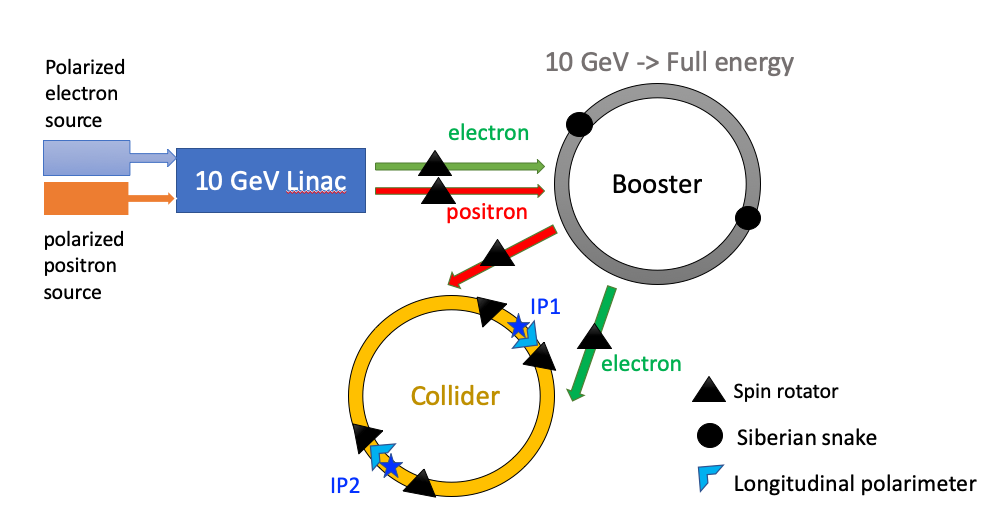 Polarized
electron
source
10 GeV -> Full energy
electron
10 GeV Linac
Booster
positron
polarized
positron
source
IP1
Collider
electron
IP2
Spin rotator
Siberian snake
Longitudinal polarimeter